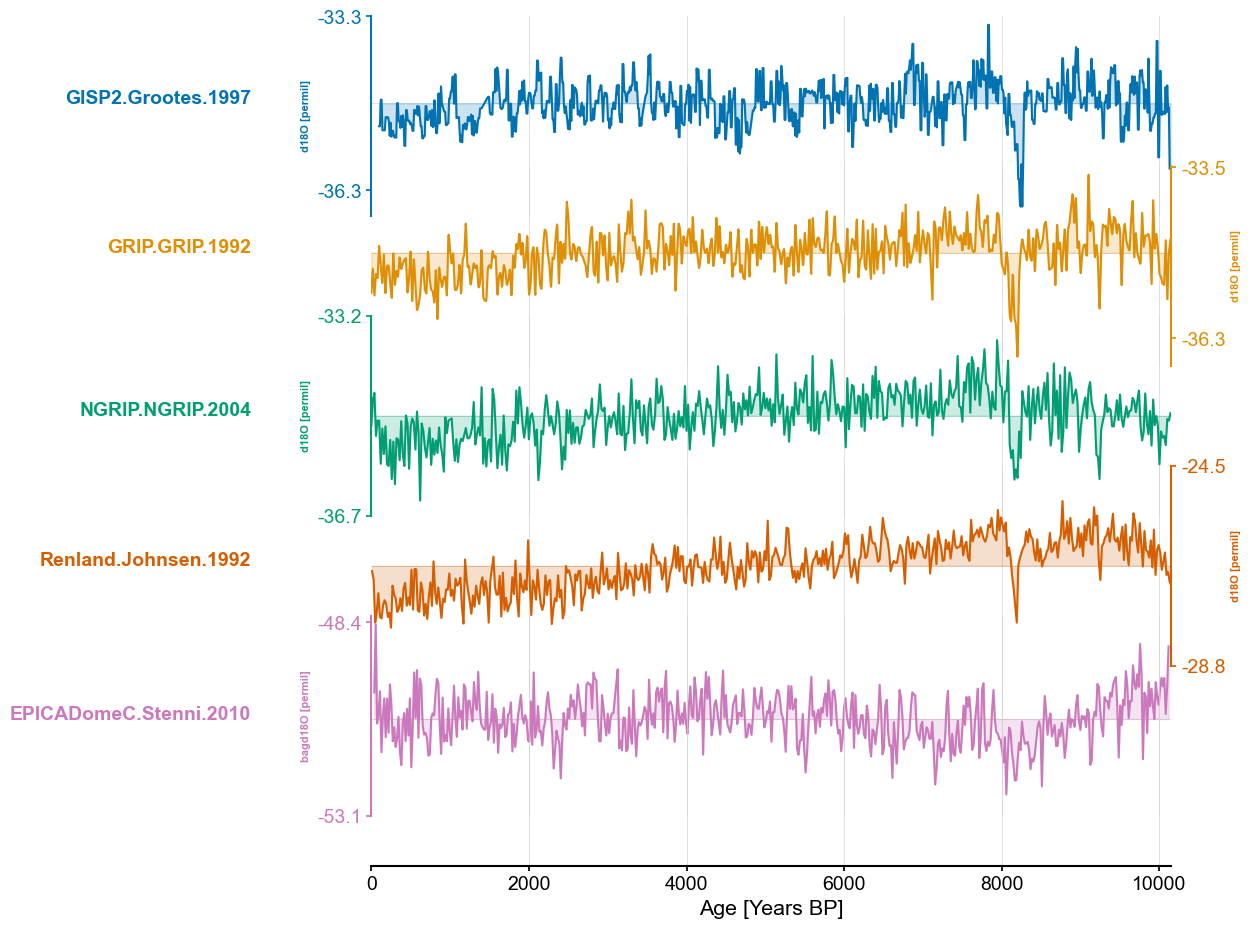 -33.3
GISP2.Grootes.1997
d18O [permil]
-36.3
-33.5
GRIP.GRIP.1992
d18O [permil]
-33.2
-36.3
NGRIP.NGRIP.2004
d18O [permil]
-24.5
-36.7
Renland.Johnsen.1992
d18O [permil]
-48.4
-28.8
EPICADomeC.Stenni.2010
bagd18O [permil]
-53.1
0 2000 4000 6000 8000 10000
Age [Years BP]